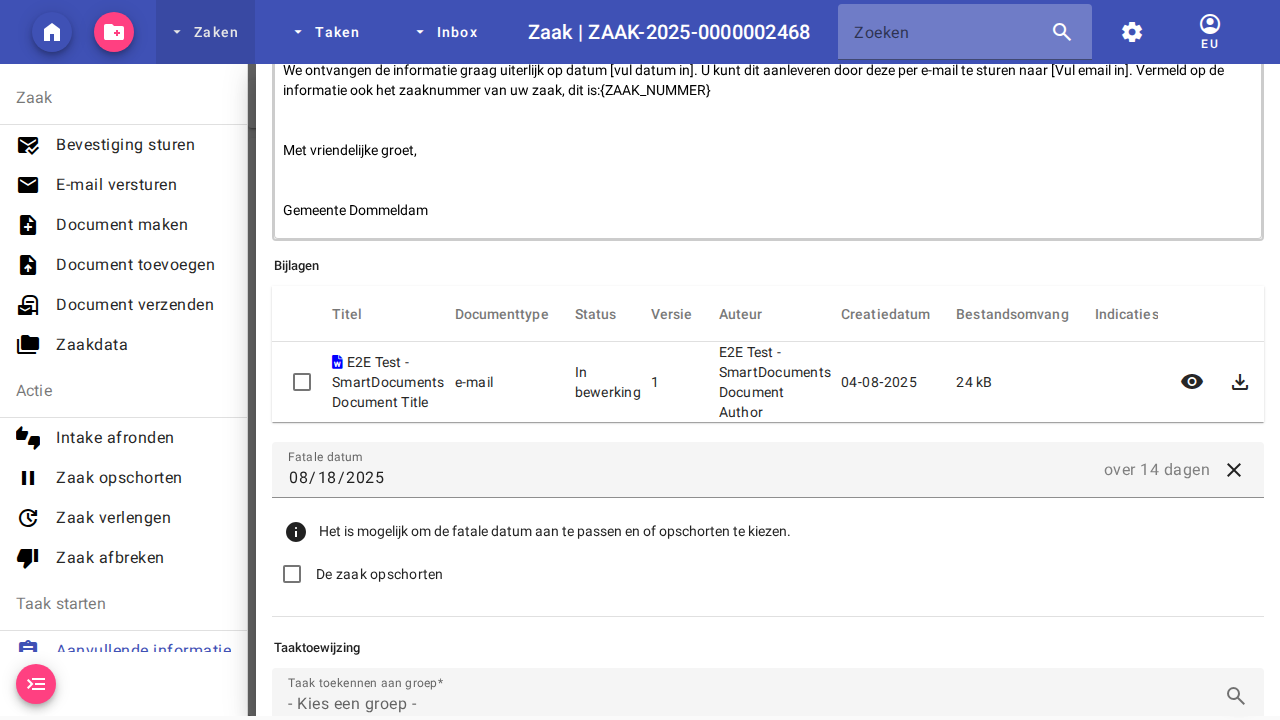 Zaken
Taken
Inbox
Zaak | ZAAK-2025-0000002468
Zoeken
EU
Zaak
Bevestiging sturen
E-mail versturen
Document maken
Document toevoegen
Document verzenden
Zaakdata
Actie
Intake afronden
Zaak opschorten
Zaak verlengen
Zaak afbreken
Taak starten
Aanvullende informatie
We ontvangen de informatie graag uiterlijk op datum [vul datum in]. U kunt dit aanleveren door deze per e-mail te sturen naar [Vul email in]. Vermeld op de
informatie ook het zaaknummer van uw zaak, dit is:{ZAAK_NUMMER}
Met vriendelijke groet,
Gemeente Dommeldam
Bijlagen
Titel Documenttype Status Versie Auteur Creatiedatum Bestandsomvang Indicaties
E2E Test -
SmartDocuments
Document Title
e-mail
In
bewerking
1
E2E Test -
SmartDocuments
Document
Author
04-08-2025
24 kB
Fatale datum
08/18/2025
over 14 dagen
Het is mogelijk om de fatale datum aan te passen en of opschorten te kiezen.
De zaak opschorten
Taaktoewijzing
Taak toekennen aan groep*
- Kies een groep -